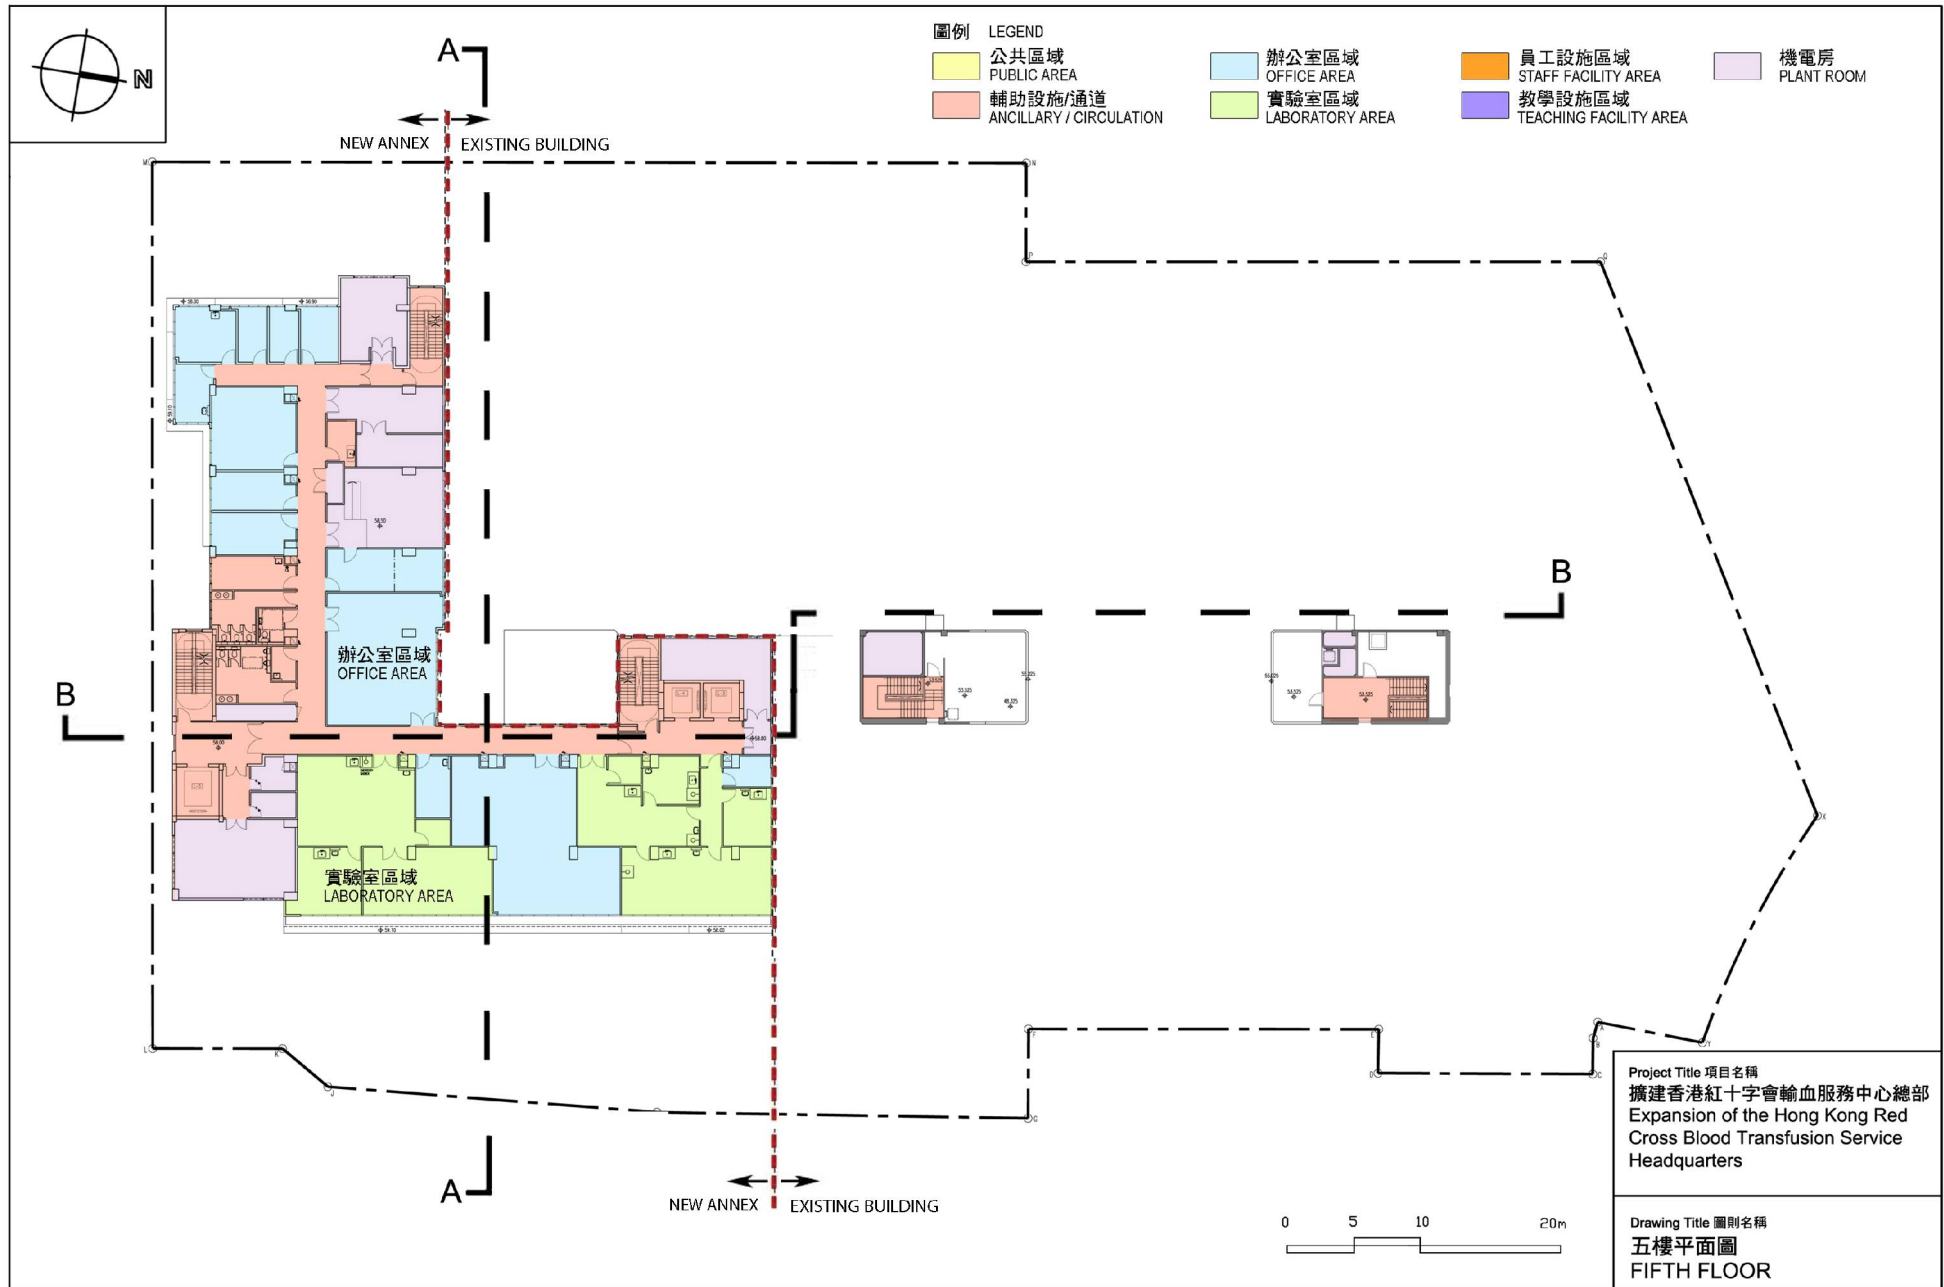 N
圖例 LEGEND
公共區域
PUBLIC AREA
辦公室區域
OFFICE AREA
員工設施區域
STAFF FACILITY AREA
機電房
PLANT ROOM
輔助設施/通道
ANCILLARY / CIRCULATION
實驗室區域
LABORATORY AREA
教學設施區域
TEACHING FACILITY AREA
A
NEW ANNEX
EXISTING BUILDING
辦公室區域
OFFICE AREA
B
B
實驗室區域
LABORATORY AREA
A
NEW ANNEX
EXISTING BUILDING
0 5 10 20m
Project Title 項目名稱
擴建香港紅十字會輸血服務中心總部
Expansion of the Hong Kong Red
Cross Blood Transfusion Service
Headquarters
Drawing Title 圖則名稱
五樓平面圖
FIFTH FLOOR